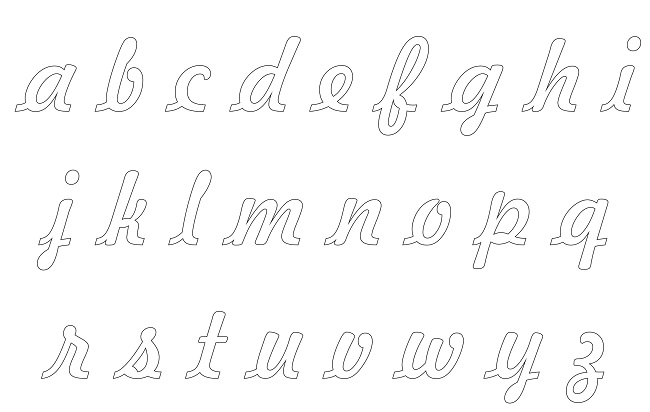 a b c d e f g h i
j k l m n o p q
r s t u v w y z